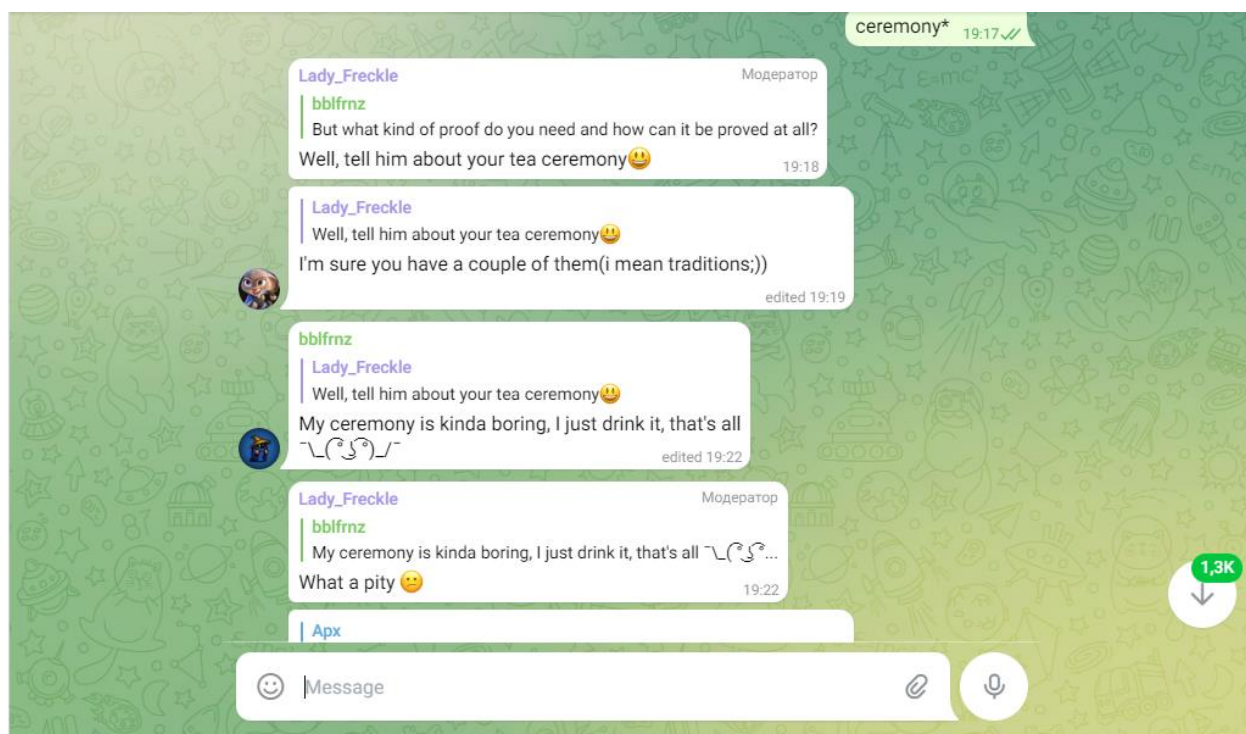 ceremony* 19:17
Lady_Freckle Модератор
bblfrnz
But what kind of proof do you need and how can it be proved at all?
Well, tell him about your tea ceremony😃 19:18
Lady_Freckle
Well, tell him about your tea ceremony😃
I'm sure you have a couple of them(i mean traditions;))
edited 19:19
bblfrnz
Lady_Freckle
Well, tell him about your tea ceremony😃
My ceremony is kinda boring, I just drink it, that's all
¯\_( ͡° ͜ʖ ͡°)_/¯ edited 19:22
Lady_Freckle Модератор
bblfrnz
My ceremony is kinda boring, I just drink it, that's all ¯\_( ͡° ͜ʖ ͡°...
What a pity 😕 19:22
1,3K
Apx
Message